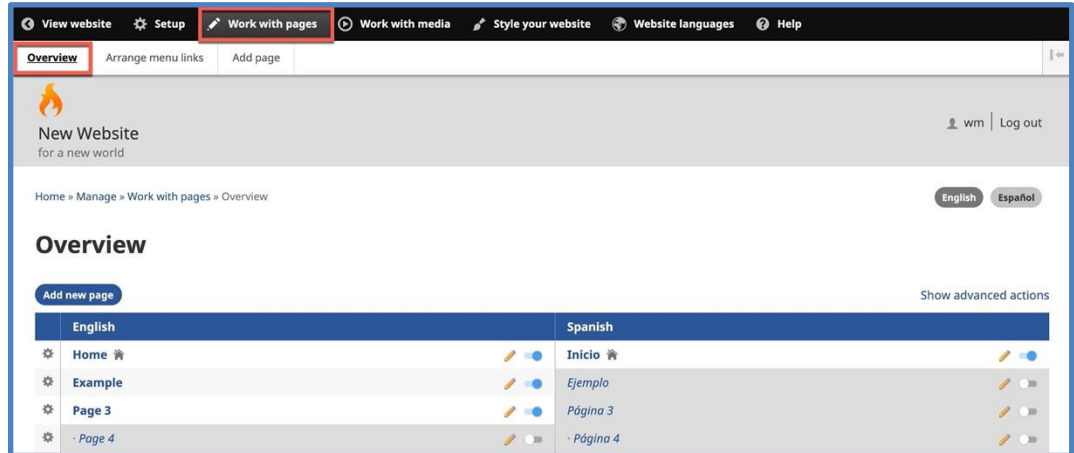 View website Setup Work with pages Work with media Style your website Website languages Help
Overview Arrange menu links Add page
New Website
for a new world
wm Log out
Home » Manage » Work with pages » Overview
English Español
Overview
Add new page
Show advanced actions
English Spanish
Home Inicio
Example Ejemplo
Page 3 Página 3
· Page 4 · Página 4